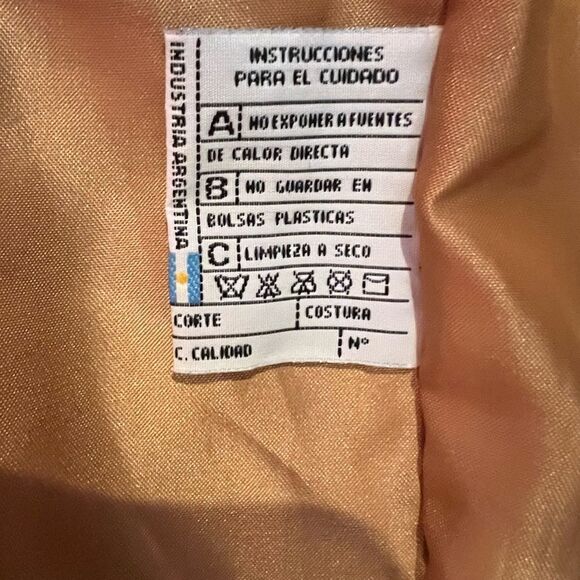 INDUSTRIA ARGENTINA
INSTRUCCIONES
PARA EL CUIDADO
A NO EXPONER A FUENTES
DE CALOR DIRECTA
B NO GUARDAR EN
BOLSAS PLASTICAS
C LIMPIEZA A SECO
CORTE COSTURA
C. CALIDAD Nº